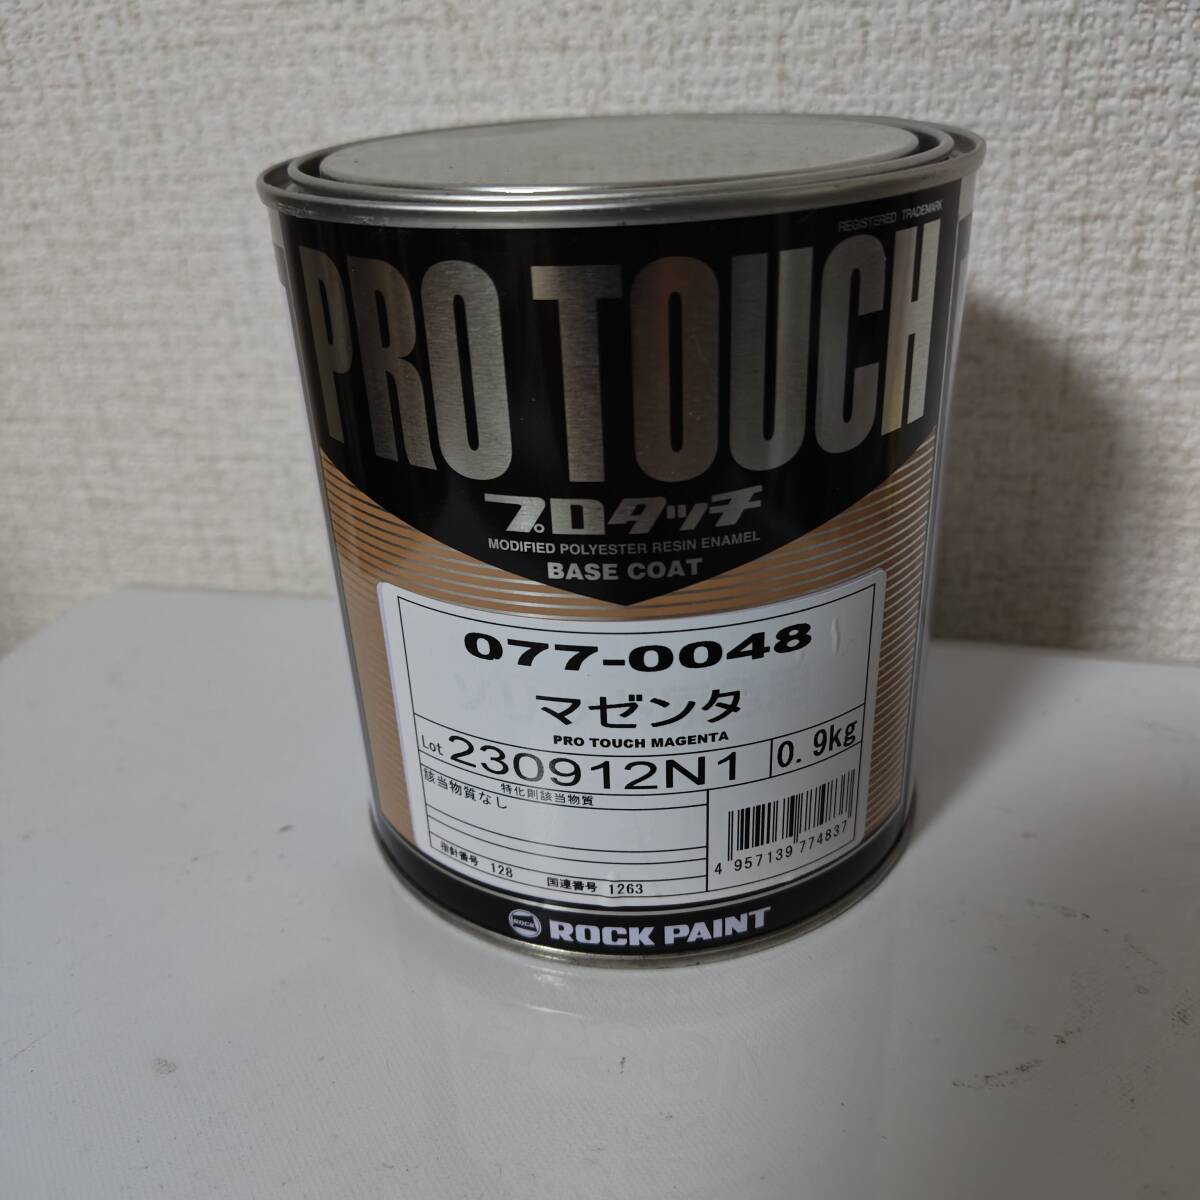 REGISTERED TRADEMARK
PRO TOUCH
プロタッチ
MODIFIED POLYESTER RESIN ENAMEL
BASE COAT
077-0048
マゼンタ
PRO TOUCH MAGENTA
Lot 230912N1 0.9kg
特化則該当物質
該当物質なし
4 957139 774837
指針番号 128 国連番号 1263
ROCK ROCK PAINT